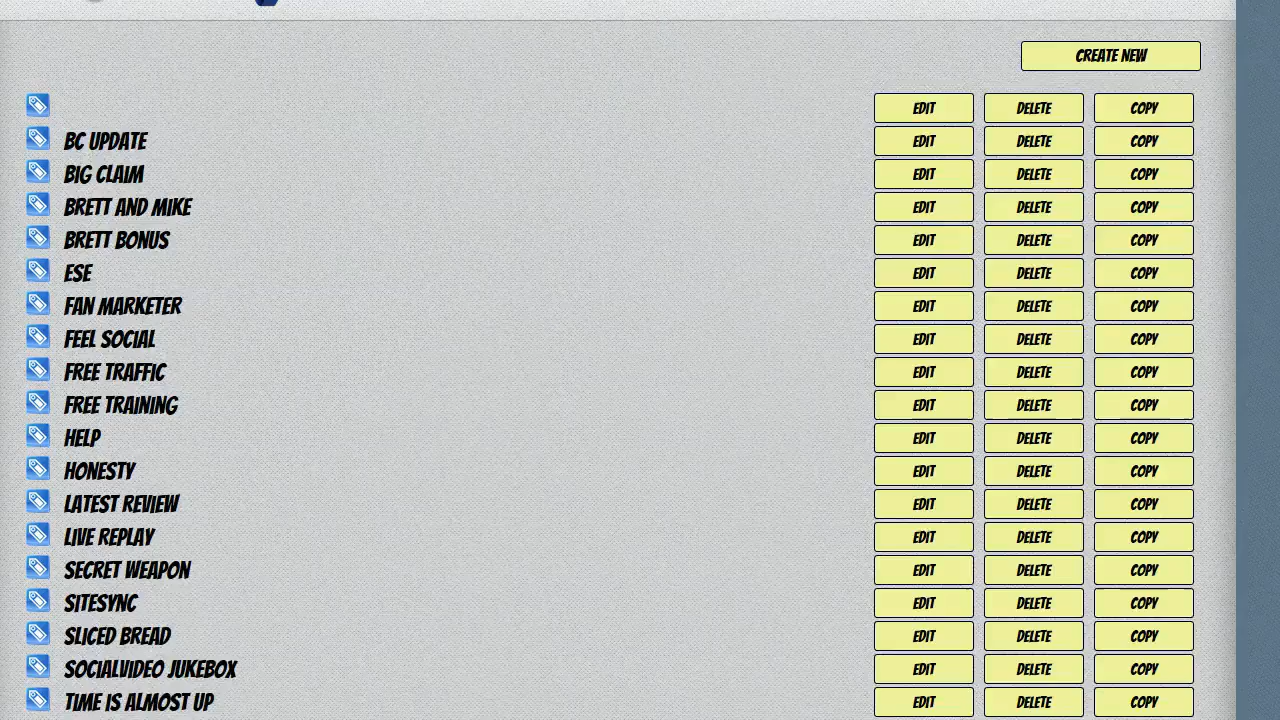 CREATE NEW
EDIT DELETE COPY
BC UPDATE EDIT DELETE COPY
BIG CLAIM EDIT DELETE COPY
BRETT AND MIKE EDIT DELETE COPY
BRETT BONUS EDIT DELETE COPY
ESE EDIT DELETE COPY
FAN MARKETER EDIT DELETE COPY
FEEL SOCIAL EDIT DELETE COPY
FREE TRAFFIC EDIT DELETE COPY
FREE TRAINING EDIT DELETE COPY
HELP EDIT DELETE COPY
HONESTY EDIT DELETE COPY
LATEST REVIEW EDIT DELETE COPY
LIVE REPLAY EDIT DELETE COPY
SECRET WEAPON EDIT DELETE COPY
SITESYNC EDIT DELETE COPY
SLICED BREAD EDIT DELETE COPY
SOCIALVIDEO JUKEBOX EDIT DELETE COPY
TIME IS ALMOST UP EDIT DELETE COPY